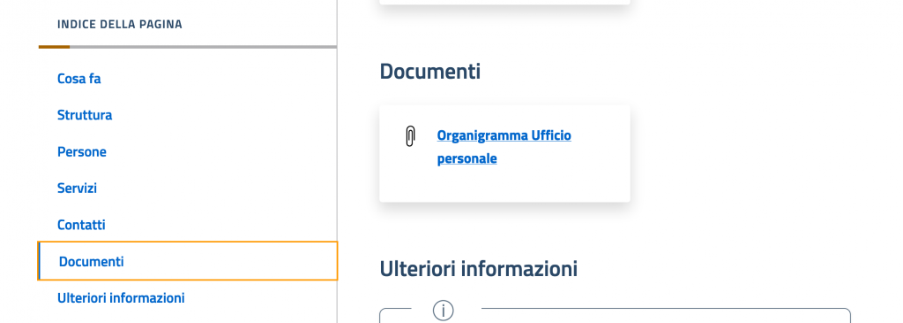 INDICE DELLA PAGINA
Cosa fa
Struttura
Persone
Servizi
Contatti
Documenti
Ulteriori informazioni
Documenti
Organigramma Ufficio
personale
Ulteriori informazioni